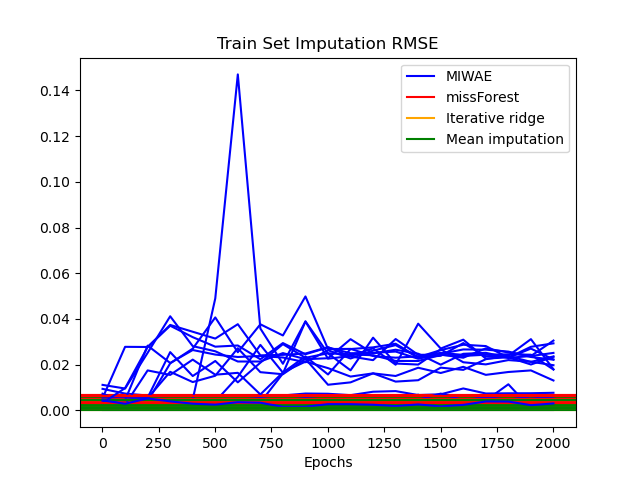 Train Set Imputation RMSE
MIWAE
missForest
Iterative ridge
Mean imputation
0.14
0.12
0.10
0.08
0.06
0.04
0.02
0.00
0 250 500 750 1000 1250 1500 1750 2000
Epochs